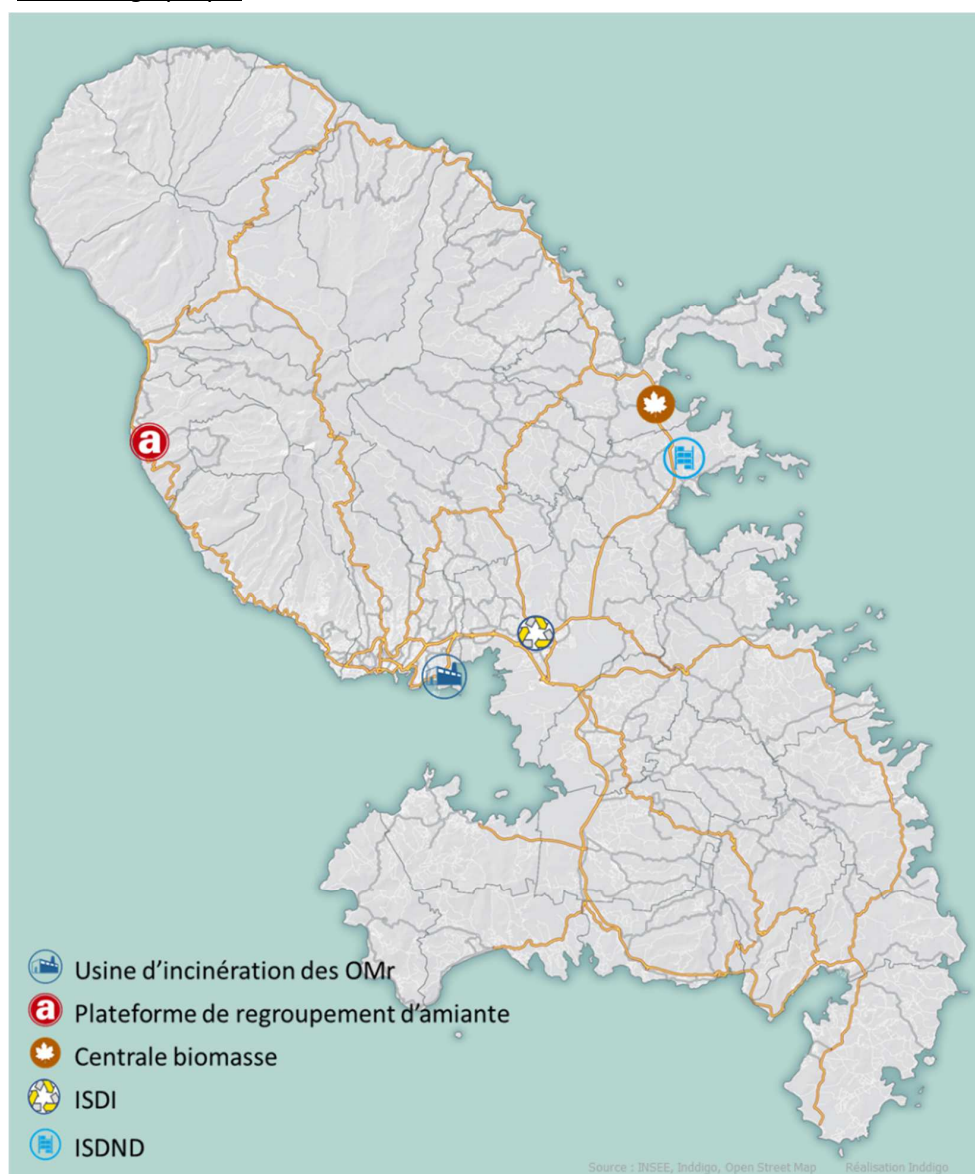 a
Usine d'incinération des OMr
a
Plateforme de regroupement d'amiante
Centrale biomasse
ISDI
ISDND
Source : INSEE, Inddigo, Open Street Map Réalisation Inddigo